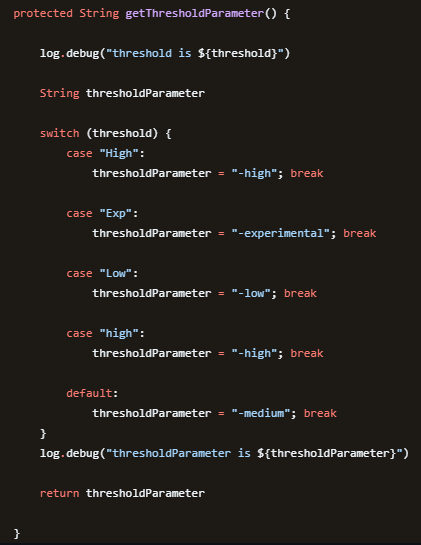 protected String getThresholdParameter() {
log.debug("threshold is ${threshold}")
String thresholdParameter
switch (threshold) {
case "High":
thresholdParameter = "-high"; break
case "Exp":
thresholdParameter = "-experimental"; break
case "Low":
thresholdParameter = "-low"; break
case "high":
thresholdParameter = "-high"; break
default:
thresholdParameter = "-medium"; break
}
log.debug("thresholdParameter is ${thresholdParameter}")
return thresholdParameter
}